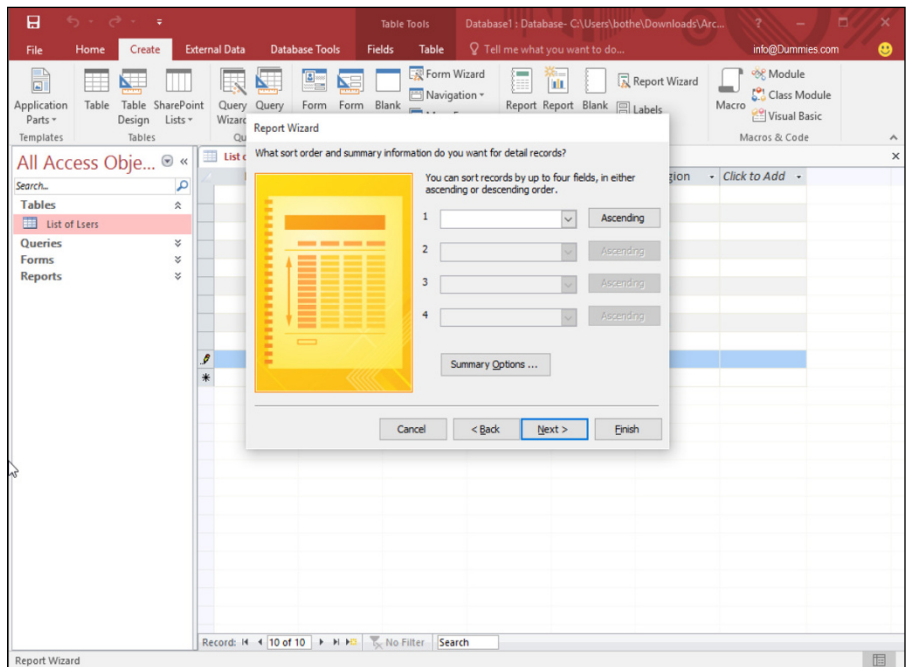 Table Tools Database1 : Database- C:\Users\bothe\Downloads\Arc... ?
File Home Create External Data Database Tools Fields Table Tell me what you want to do... info@Dummies.com
Application Parts Table Table Design SharePoint Lists Query Wizard Query Form Form Blank Form Wizard Navigation Report Report Blank Report Wizard Labels Macro Module Class Module Visual Basic
Templates Tables Macros & Code
All Access Obje... «
Search...
Tables
List of Lsers
Queries
Forms
Reports
List gion Click to Add
Report Wizard
What sort order and summary information do you want for detail records?
You can sort records by up to four fields, in either
ascending or descending order.
1 Ascending
2 Ascending
3 Ascending
4 Ascending
Summary Options ...
Cancel < Back Next > Finish
Record: 10 of 10 No Filter Search
Report Wizard